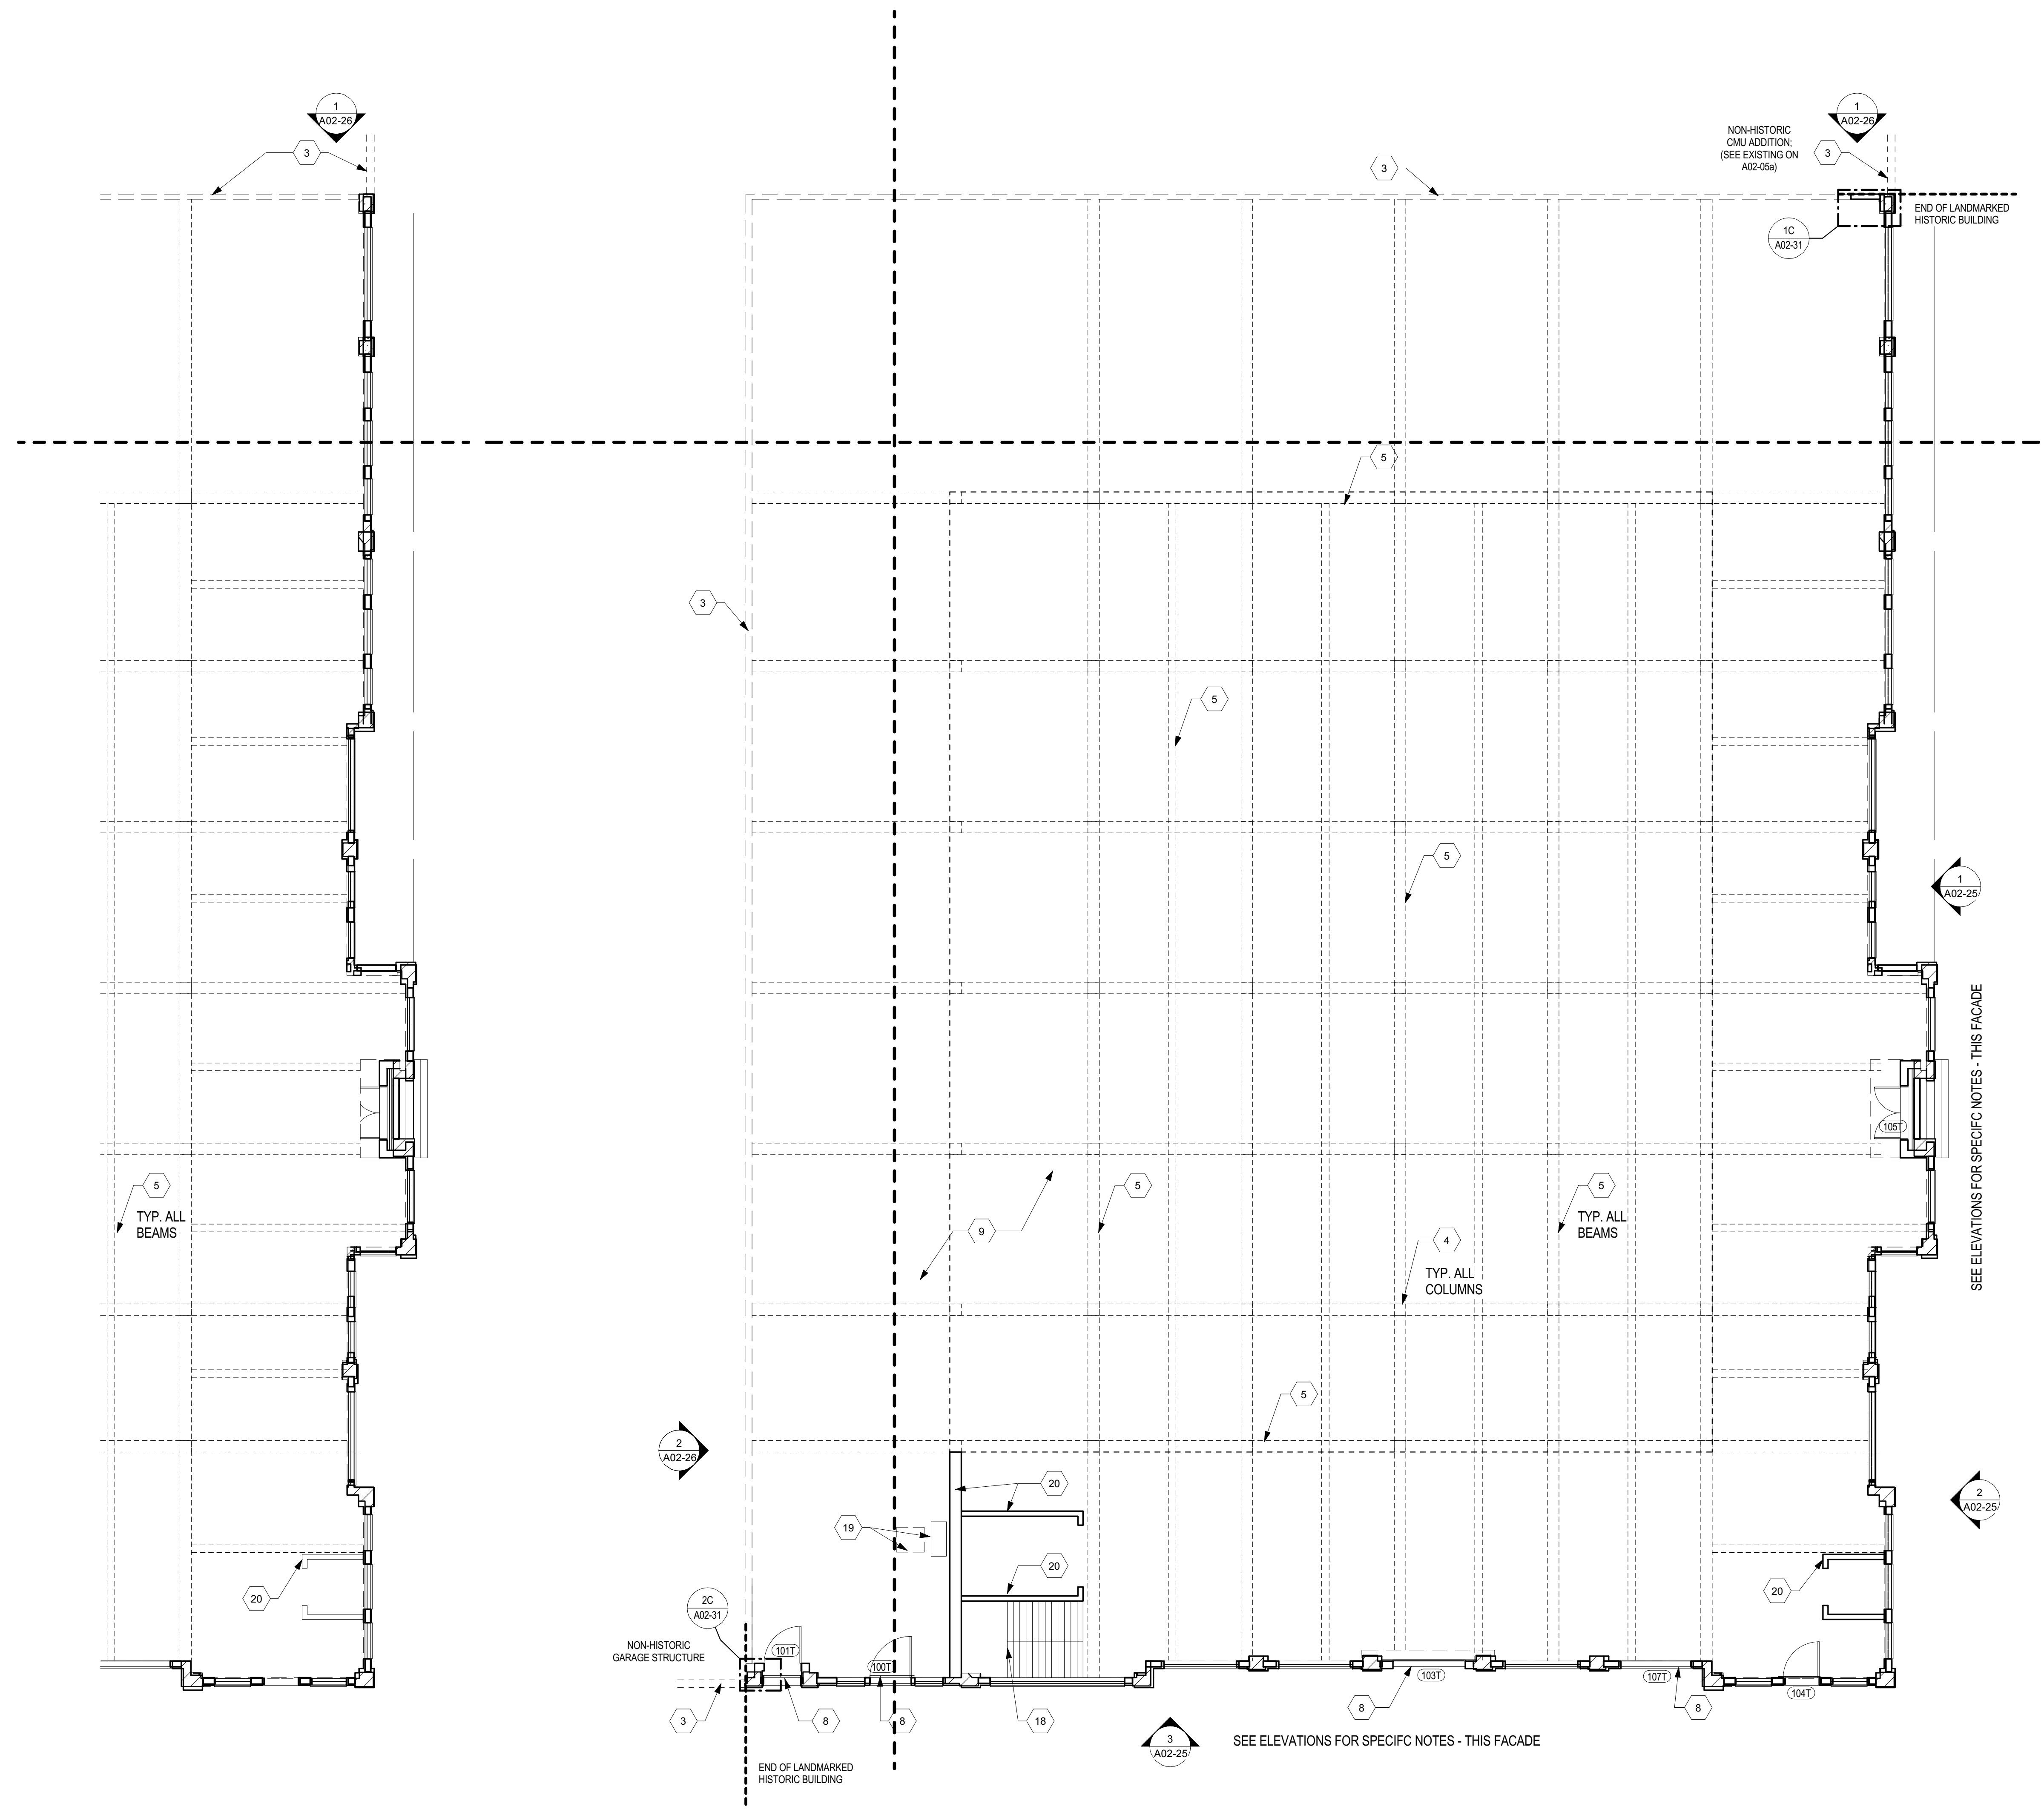 1
A02-26
3
1
A02-26
NON-HISTORIC
CMU ADDITION;
(SEE EXISTING ON
A02-05a)
3
3
END OF LANDMARKED
HISTORIC BUILDING
1C
A02-31
5
3
5
5
1
A02-25
SEE ELEVATIONS FOR SPECIFC NOTES - THIS FACADE
105T
5
TYP. ALL
BEAMS
5
5
TYP. ALL
BEAMS
9
4
TYP. ALL
COLUMNS
5
2
A02-26
20
2
A02-25
19
20
20
20
2C
A02-31
NON-HISTORIC
GARAGE STRUCTURE
101T
100T
103T
107T
104T
3
8
8
18
8
8
3
A02-25
SEE ELEVATIONS FOR SPECIFC NOTES - THIS FACADE
END OF LANDMARKED
HISTORIC BUILDING